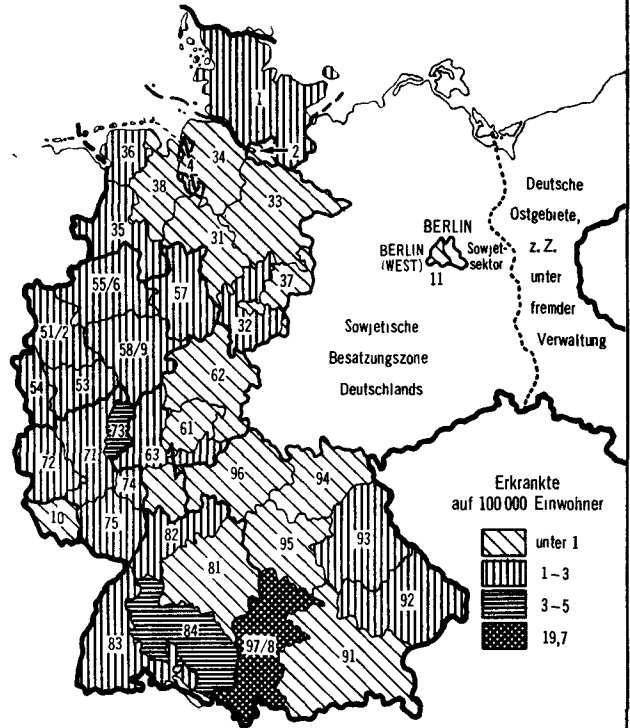 1
2
36
4
34
38
33
35
31
37
55/6
57
32
51/2
58/9
54
53
62
73
61
72
71
63
74
96
94
10
75
82
95
93
81
92
83
84
97/8
91
BERLIN
BERLIN
(WEST)
Sowjet-
sektor
11
Deutsche
Ostgebiete,
z. Z.
unter
fremder
Verwaltung
Sowjetische
Besatzungszone
Deutschlands
Erkrankte
auf 100 000 Einwohner
unter 1
1-3
3-5
19,7